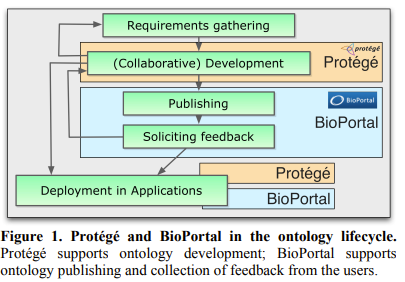 Requirements gathering
protégé
(Collaborative) Development
Protégé
Publishing
BioPortal
BioPortal
Soliciting feedback
Protégé
Deployment in Applications
BioPortal
Figure 1. Protégé and BioPortal in the ontology lifecycle.
Protégé supports ontology development; BioPortal supports
ontology publishing and collection of feedback from the users.